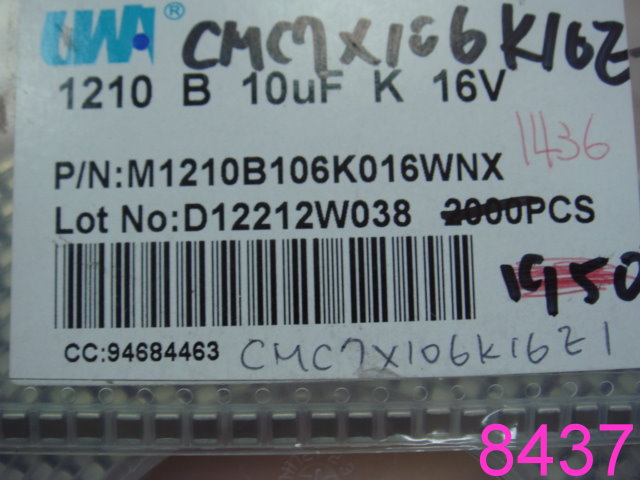 UWA ® CMC7X106K16Z
1210 B 10uF K 16V
1436
P/N:M1210B106K016WNX
Lot No:D12212W038 2000PCS
1950
CC:94684463 CMC7X106K16Z1
8437